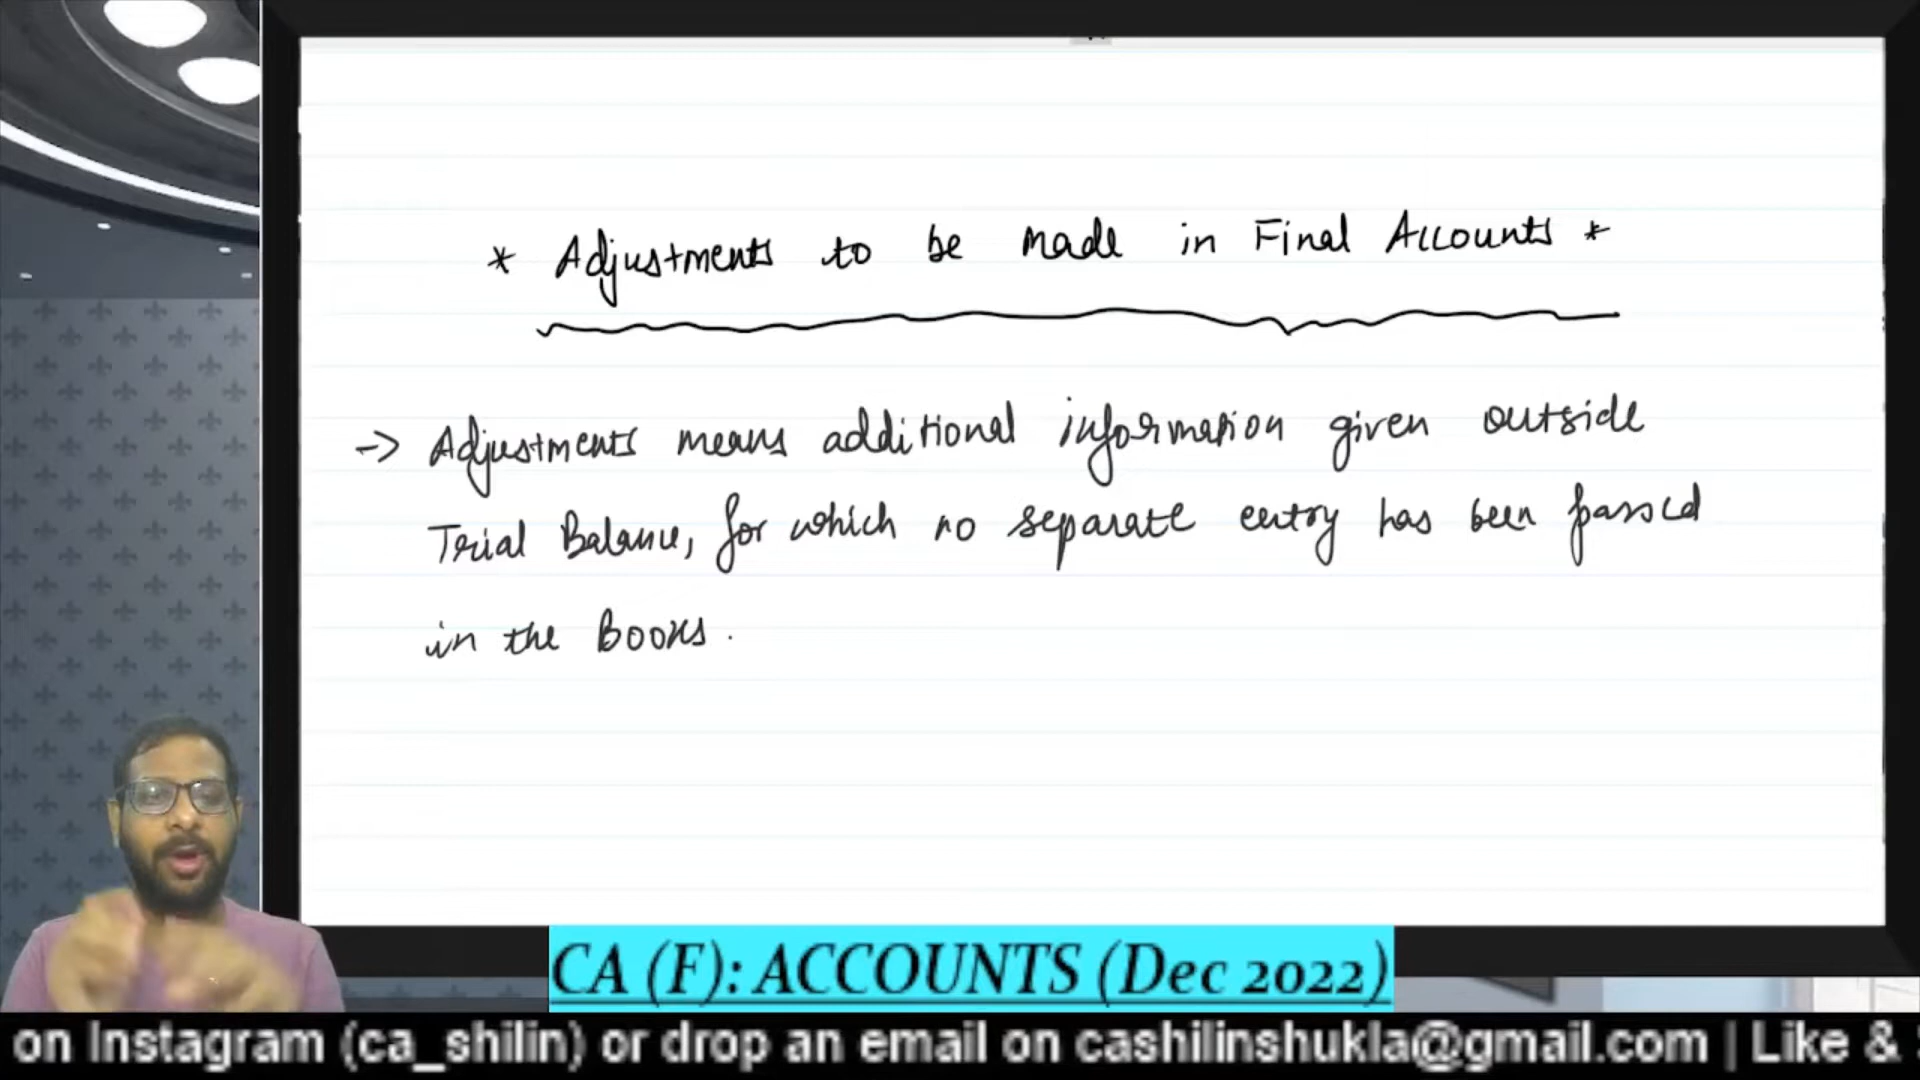 * Adjustments to be made in Final Accounts *
-> Adjustments means additional information given outside
Trial Balance, for which no separate entry has been passed
in the Books.
CA (F): ACCOUNTS (Dec 2022)
on Instagram (ca_shilin) or drop an email on cashilinshukla@gmail.com | Like &